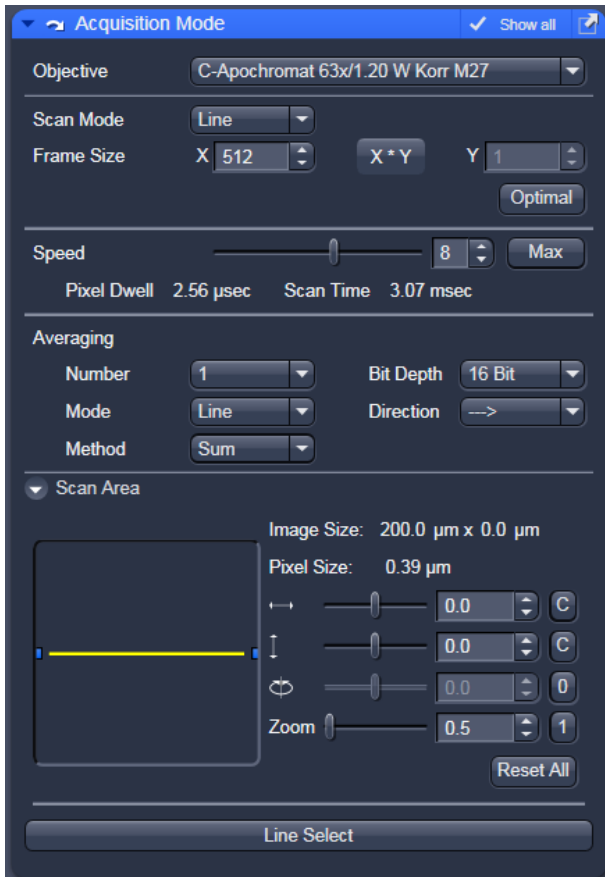 Acquisition Mode Show all
Objective C-Apochromat 63x/1.20 W Korr M27
Scan Mode Line
Frame Size X 512 X * Y Y 1
Optimal
Speed 8 Max
Pixel Dwell 2.56 µsec Scan Time 3.07 msec
Averaging
Number 1 Bit Depth 16 Bit
Mode Line Direction --->
Method Sum
Scan Area
Image Size: 200.0 µm x 0.0 µm
Pixel Size: 0.39 µm
0.0 C
0.0 C
0.0 0
Zoom 0.5 1
Reset All
Line Select